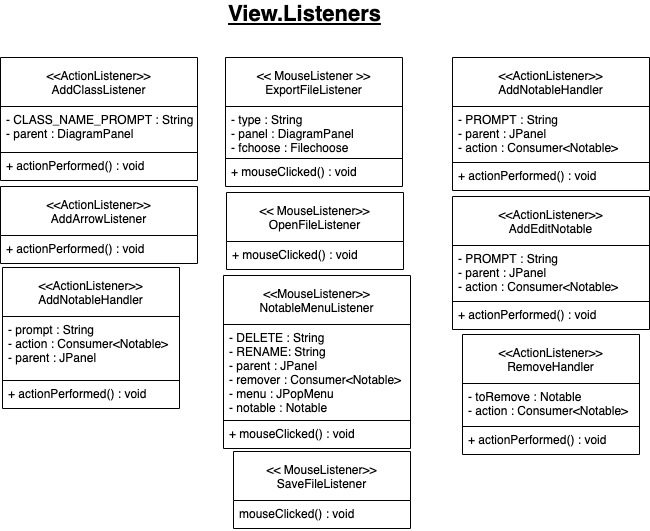 View.Listeners
<<ActionListener>>
AddClassListener
- CLASS_NAME_PROMPT : String
- parent : DiagramPanel
+ actionPerformed() : void
<<ActionListener>>
AddArrowListener
+ actionPerformed() : void
<<ActionListener>>
AddNotableHandler
- prompt : String
- action : Consumer<Notable>
- parent : JPanel
+ actionPerformed() : void
<< MouseListener >>
ExportFileListener
- type : String
- panel : DiagramPanel
- fchoose : Filechoose
+ mouseClicked() : void
<< MouseListener>>
OpenFileListener
+ mouseClicked() : void
<<MouseListener>>
NotableMenuListener
- DELETE : String
- RENAME: String
- parent : JPanel
- remover : Consumer<Notable>
- menu : JPopMenu
- notable : Notable
+ mouseClicked() : void
<< MouseListener>>
SaveFileListener
mouseClicked() : void
<<ActionListener>>
AddNotableHandler
- PROMPT : String
- parent : JPanel
- action : Consumer<Notable>
+ actionPerformed() : void
<<ActionListener>>
AddEditNotable
- PROMPT : String
- parent : JPanel
- action : Consumer<Notable>
+ actionPerformed() : void
<<ActionListener>>
RemoveHandler
- toRemove : Notable
- action : Consumer<Notable>
+ actionPerformed() : void